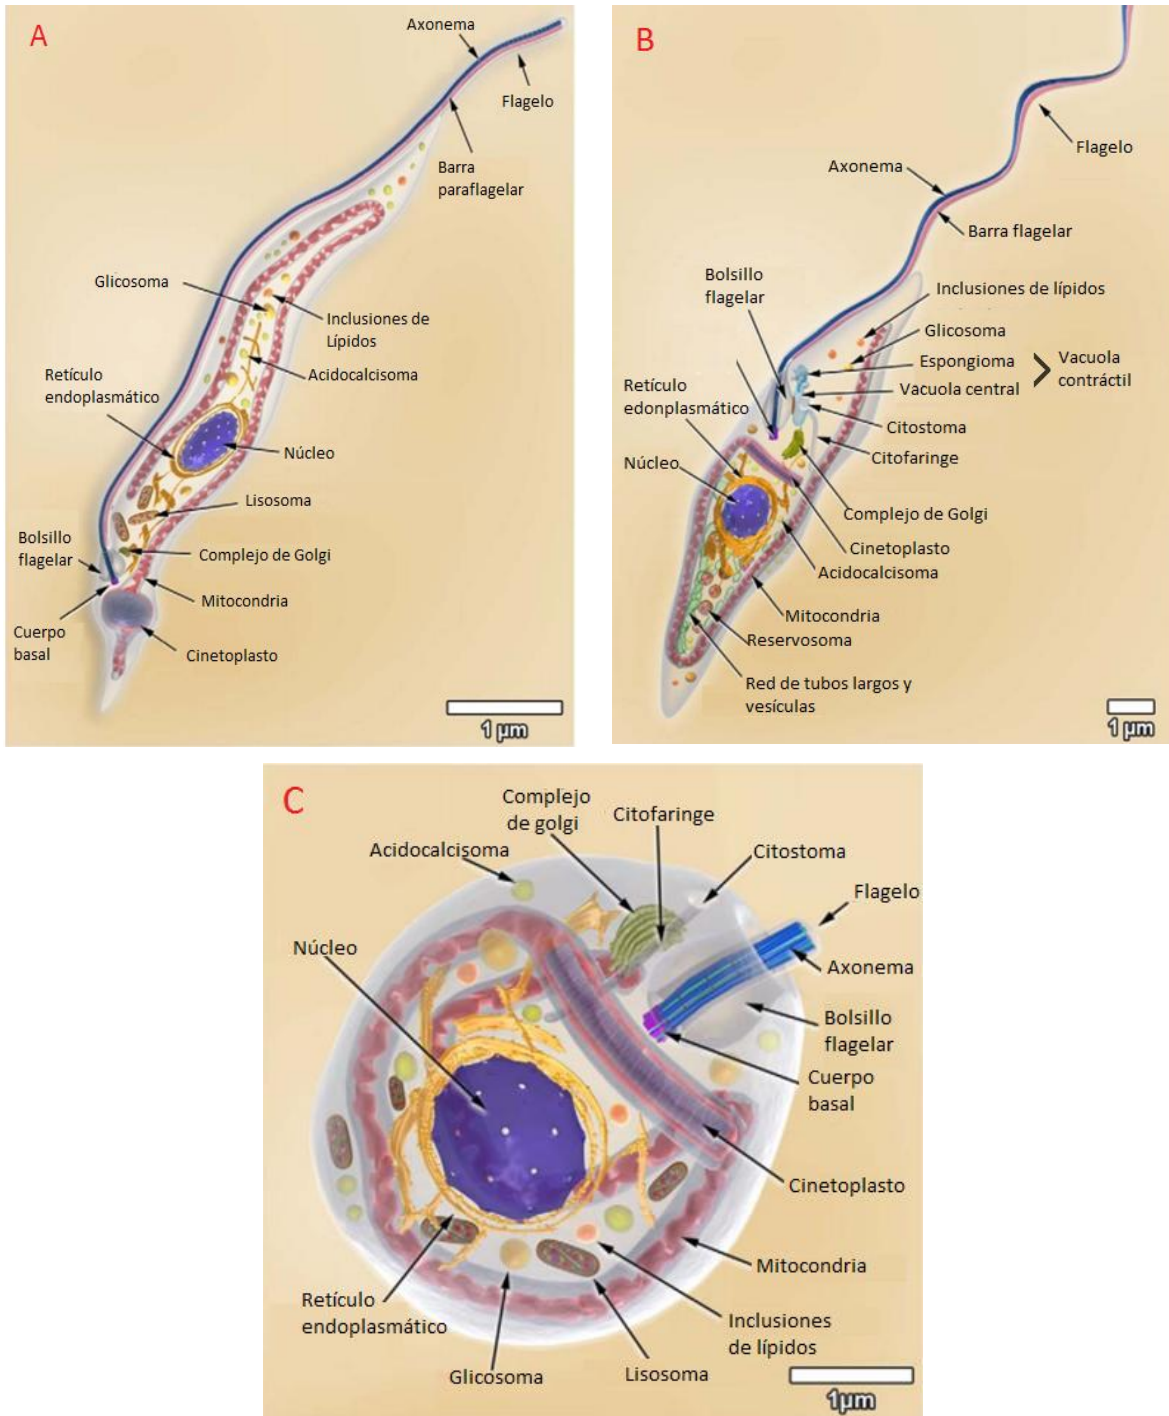 A
Axonema
Flagelo
Barra
paraflagelar
Glicosoma
Inclusiones de
Lípidos
Acidocalcisoma
Retículo
endoplasmático
Núcleo
Lisosoma
Bolsillo
flagelar
Complejo de Golgi
Mitocondria
Cuerpo
basal
Cinetoplasto
1 µm
B
Flagelo
Axonema
Barra flagelar
Bolsillo
flagelar
Inclusiones de lípidos
Glicosoma
Espongioma
Vacuola
contráctil
Vacuola central
Retículo
edonplasmático
Citostoma
Citofaringe
Núcleo
Complejo de Golgi
Cinetoplasto
Acidocalcisoma
Mitocondria
Reservosoma
Red de tubos largos y
vesículas
1 µm
C
Complejo
de golgi
Citofaringe
Acidocalcisoma
Citostoma
Flagelo
Núcleo
Axonema
Bolsillo
flagelar
Cuerpo
basal
Cinetoplasto
Mitocondria
Retículo
endoplasmático
Inclusiones
de lípidos
Glicosoma
Lisosoma
1µm